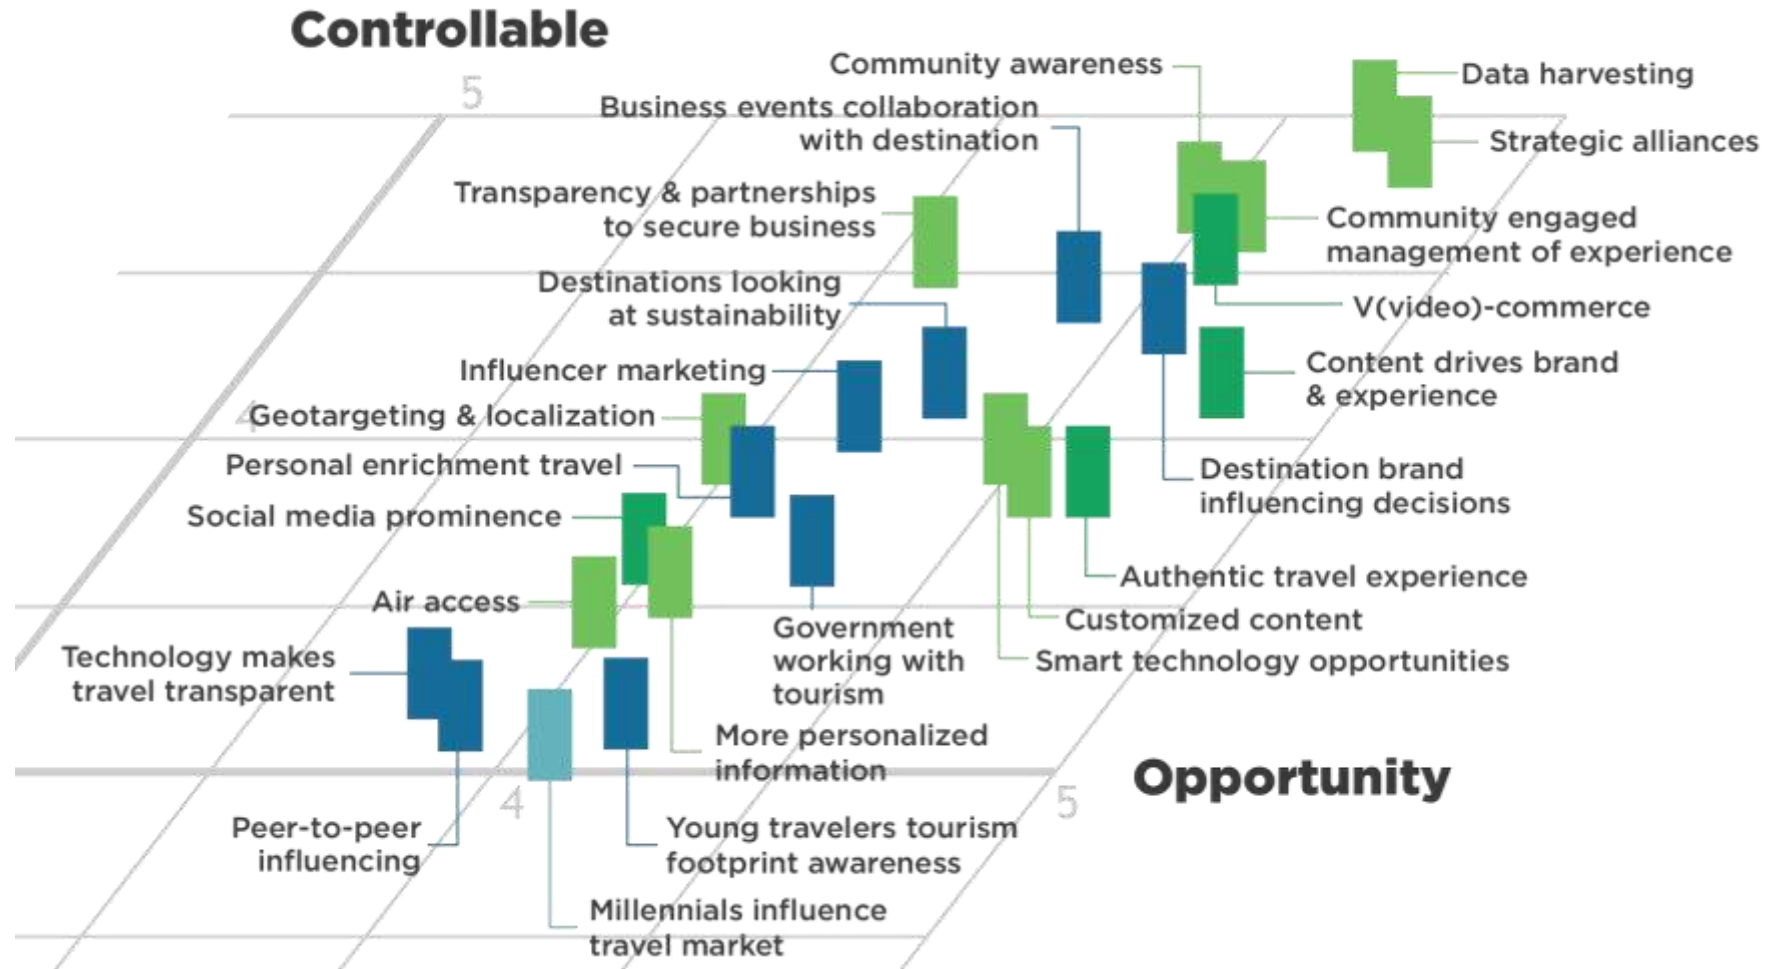 Controllable
5
Community awareness
Data harvesting
Business events collaboration
with destination
Strategic alliances
Transparency & partnerships
to secure business
Community engaged
management of experience
Destinations looking
at sustainability
V(video)-commerce
Influencer marketing
Content drives brand
& experience
4
Geotargeting & localization
Personal enrichment travel
Destination brand
influencing decisions
Social media prominence
Authentic travel experience
Air access
Customized content
Government
working with
tourism
Smart technology opportunities
Technology makes
travel transparent
More personalized
information
Opportunity
4
5
Peer-to-peer
influencing
Young travelers tourism
footprint awareness
Millennials influence
travel market